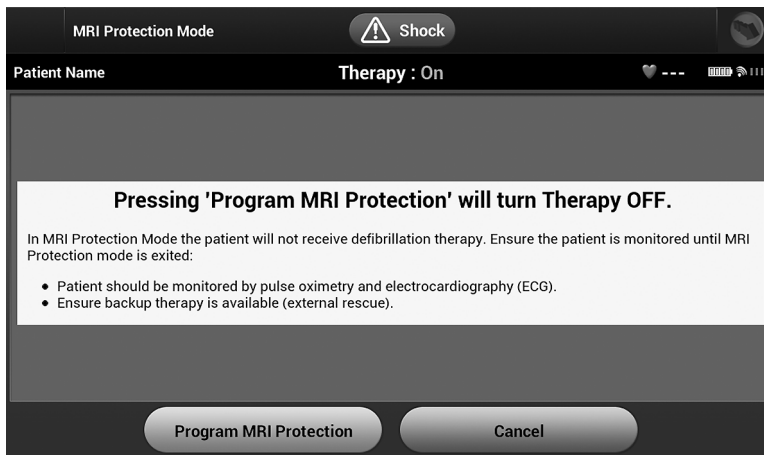 MRI Protection Mode
Shock
Patient Name
Therapy : On
---
Pressing 'Program MRI Protection' will turn Therapy OFF.
In MRI Protection Mode the patient will not receive defibrillation therapy. Ensure the patient is monitored until MRI
Protection mode is exited:
• Patient should be monitored by pulse oximetry and electrocardiography (ECG).
• Ensure backup therapy is available (external rescue).
Program MRI Protection
Cancel